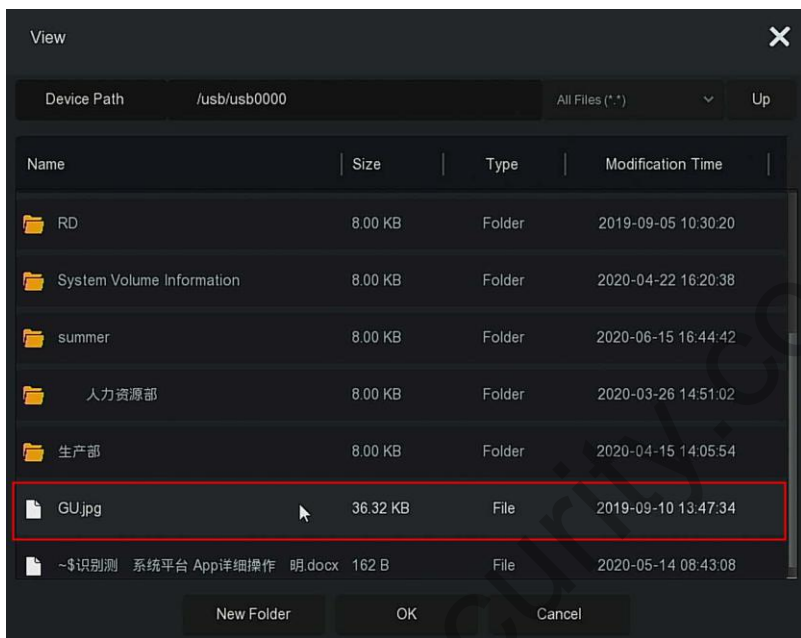 View
Device Path /usb/usb0000 All Files (*.*) Up
Name Size Type Modification Time
RD 8.00 KB Folder 2019-09-05 10:30:20
System Volume Information 8.00 KB Folder 2020-04-22 16:20:38
summer 8.00 KB Folder 2020-06-15 16:44:42
人力资源部 8.00 KB Folder 2020-03-26 14:51:02
生产部 8.00 KB Folder 2020-04-15 14:05:54
GU.jpg 36.32 KB File 2019-09-10 13:47:34
~$识别测 系统平台 App详细操作 明.docx 162 B File 2020-05-14 08:43:08
New Folder OK Cancel